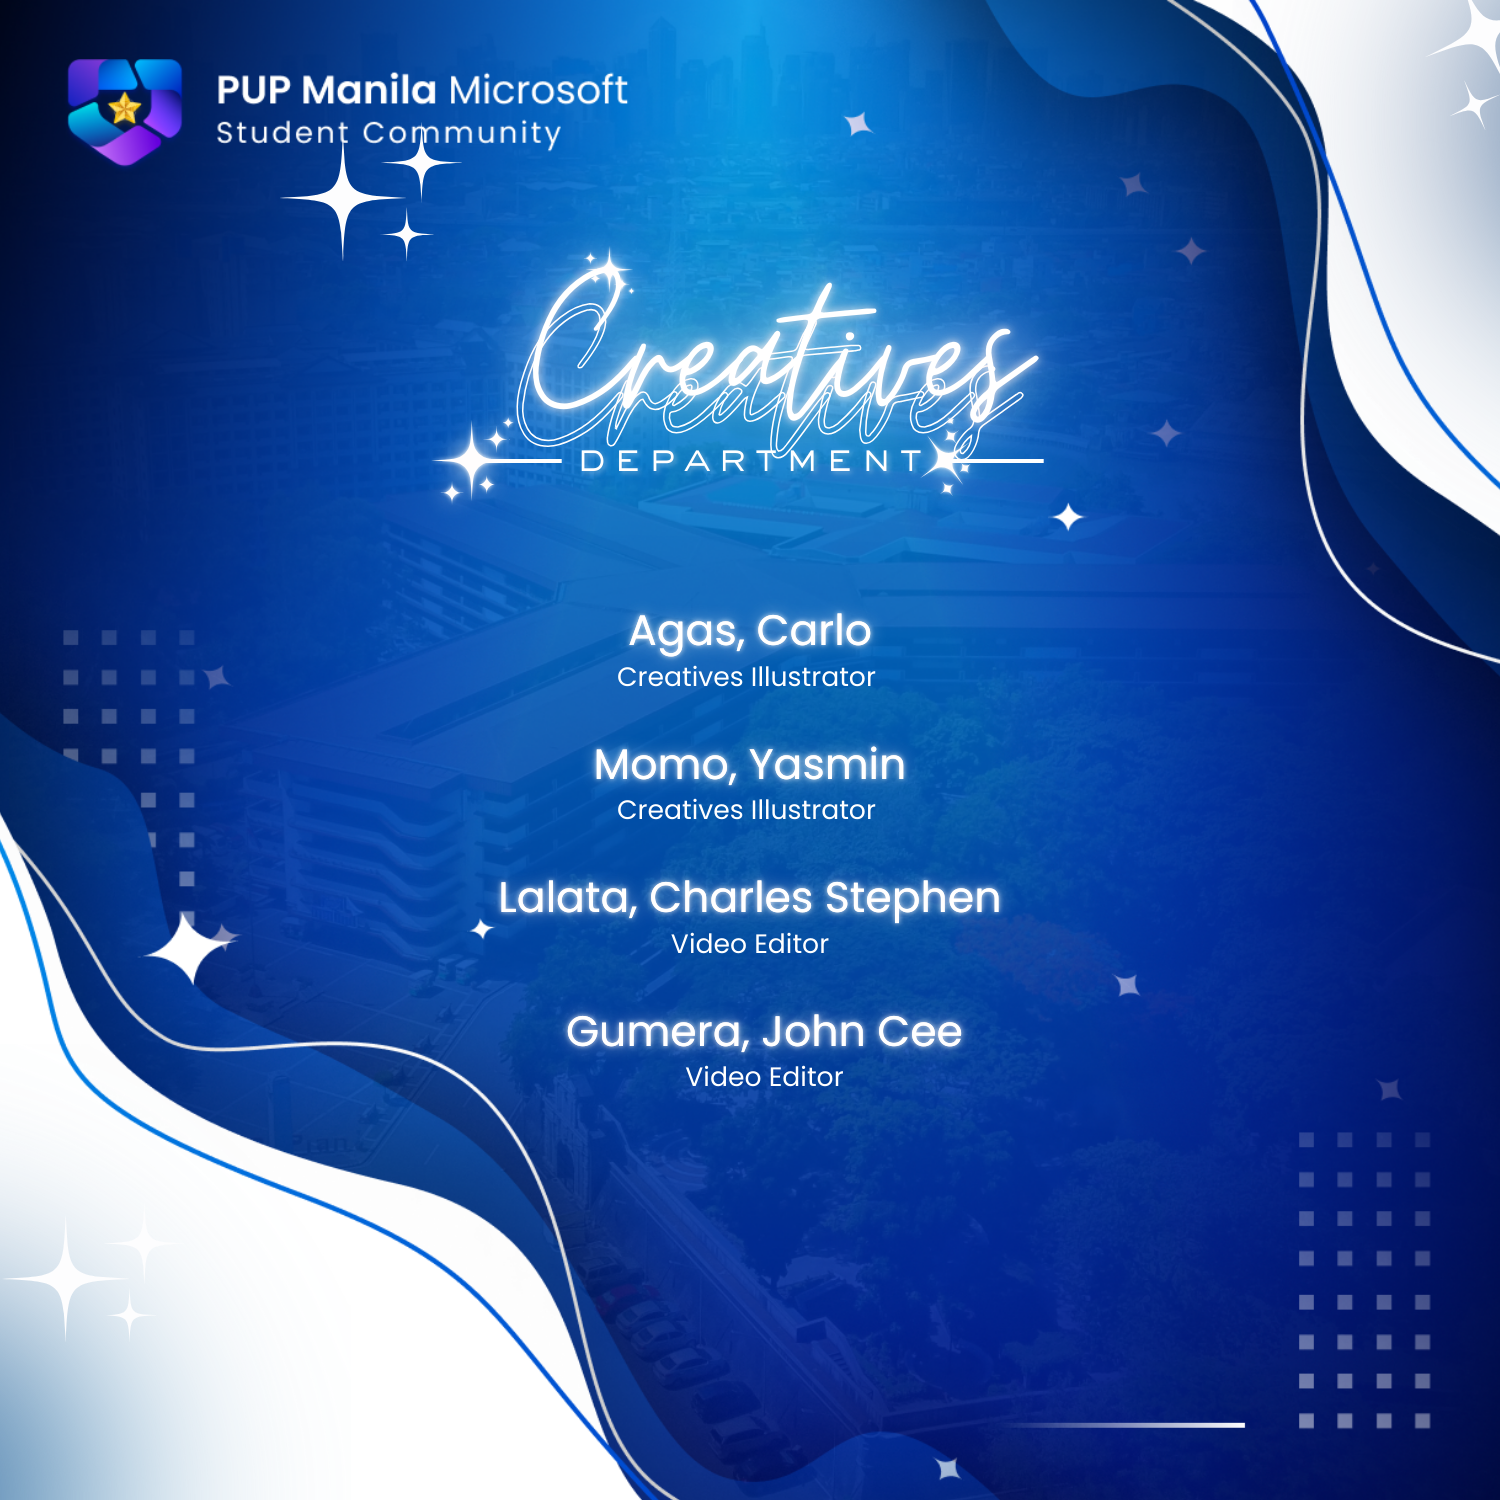 PUP Manila Microsoft
Student Community
Creatives
DEPARTMENT
Agas, Carlo
Creatives Illustrator
Momo, Yasmin
Creatives Illustrator
Lalata, Charles Stephen
Video Editor
Gumera, John Cee
Video Editor